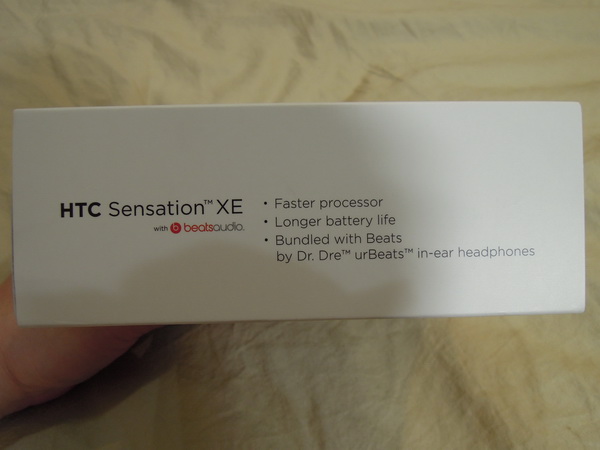 HTC Sensation™ XE
with b beatsaudio.
• Faster processor
• Longer battery life
• Bundled with Beats
by Dr. Dre™ urBeats™ in-ear headphones